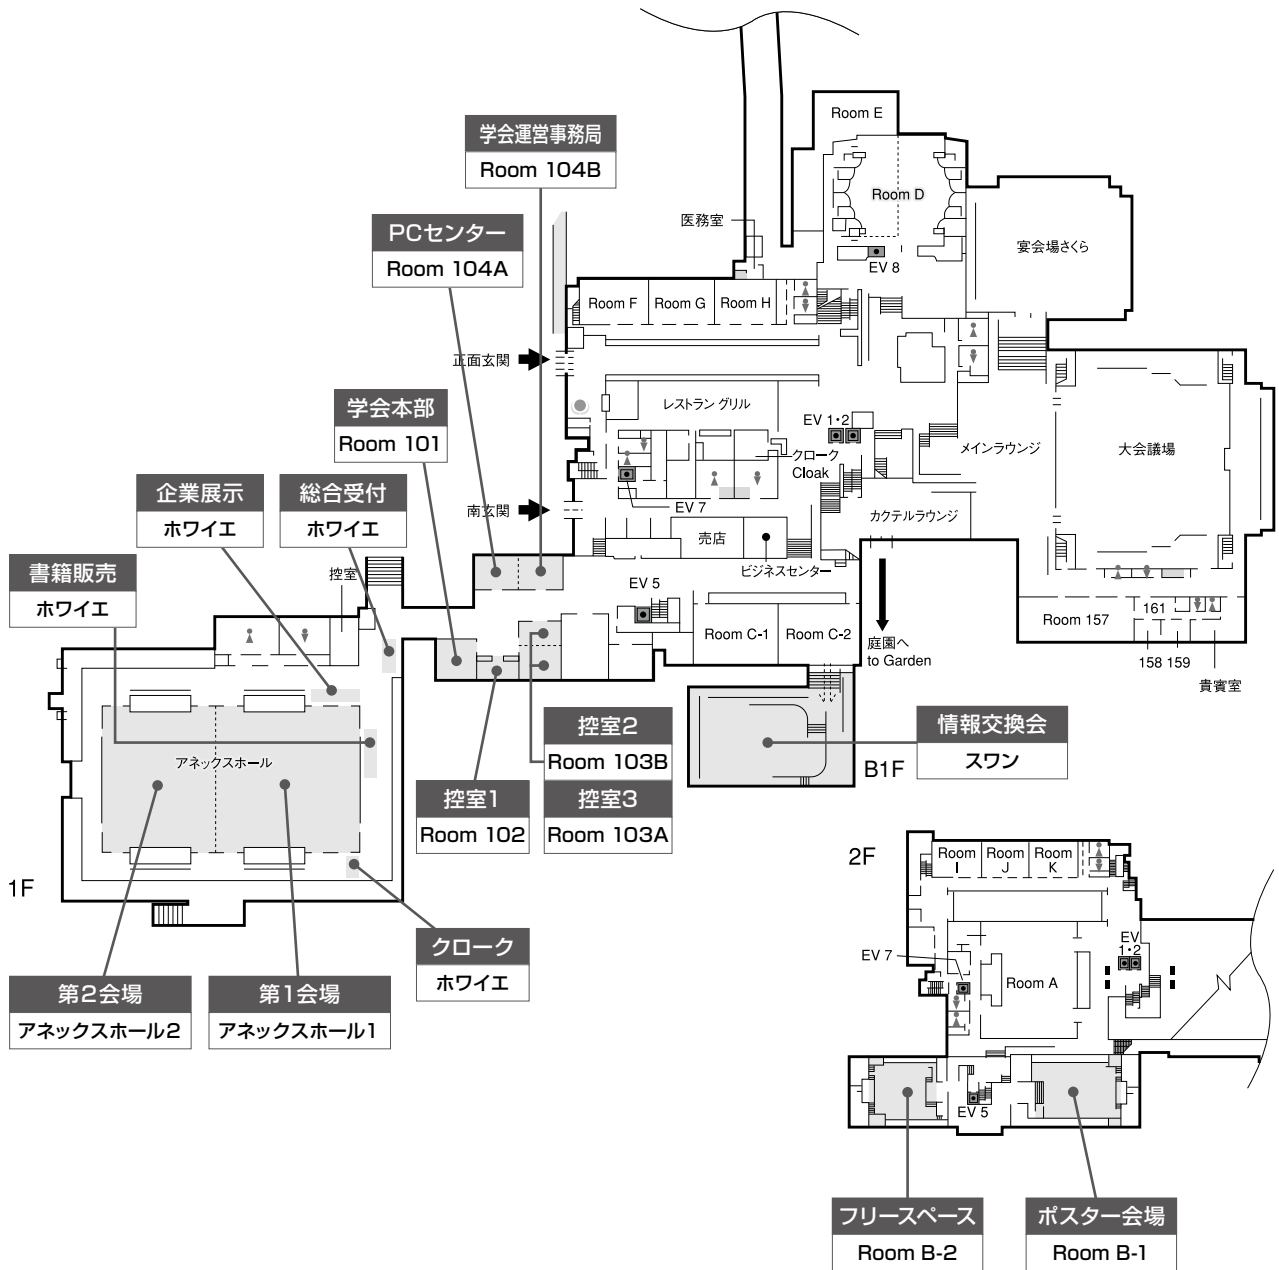 Room E
学会運営事務局
Room 104B
Room D
医務室
PCセンター
Room 104A
宴会場さくら
EV 8
Room F
Room G
Room H
正面玄関
学会本部
Room 101
レストラン グリル
EV 1・2
クローク
Cloak
メインラウンジ
大会議場
企業展示
ホワイエ
総合受付
ホワイエ
EV 7
南玄関
カクテルラウンジ
売店
ビジネスセンター
書籍販売
ホワイエ
控室
EV 5
Room C-1
Room C-2
庭園へ
to Garden
Room 157
161
158
159
貴賓室
控室2
Room 103B
情報交換会
スワン
アネックスホール
B1F
控室1
Room 102
控室3
Room 103A
1F
クローク
ホワイエ
第2会場
アネックスホール2
第1会場
アネックスホール1
2F
Room
I
Room
J
Room
K
EV
1・2
EV 7
Room A
EV 5
フリースペース
Room B-2
ポスター会場
Room B-1